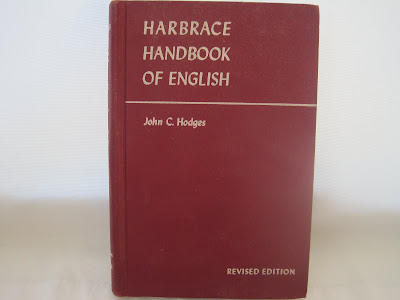 HARBRACE
HANDBOOK
OF ENGLISH
John C. Hodges
REVISED EDITION